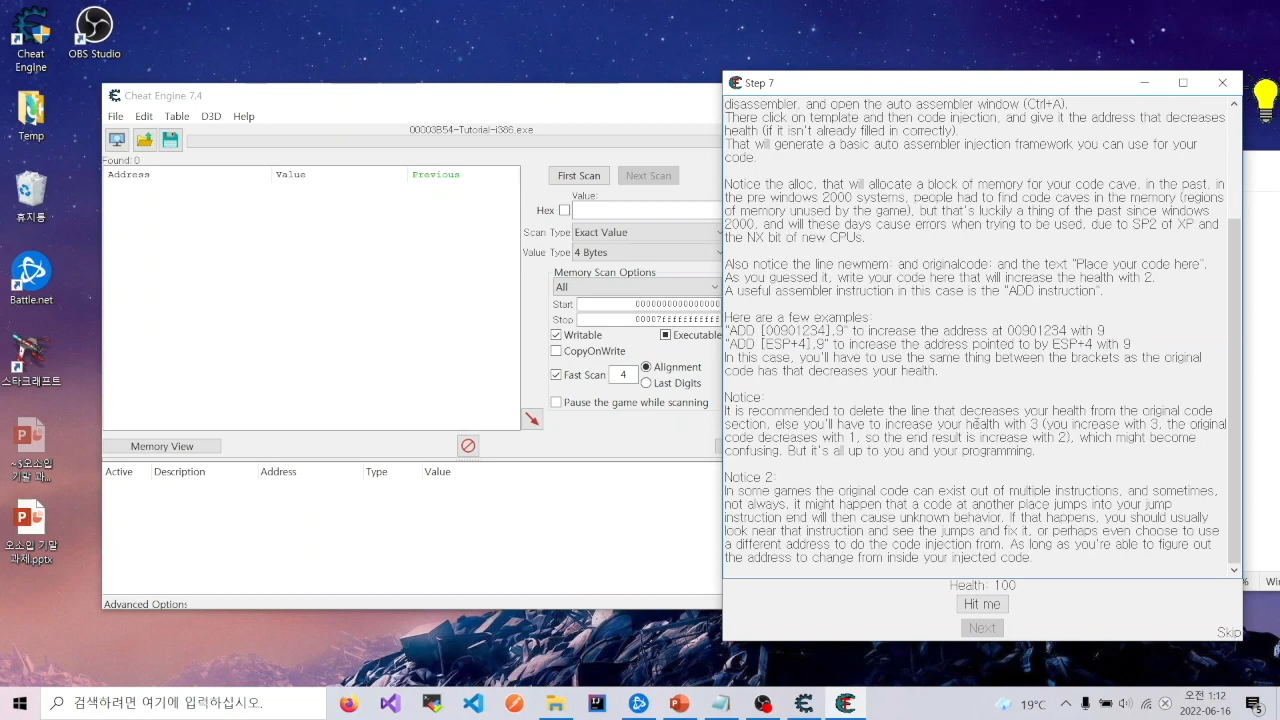 Cheat
Engine
OBS Studio
Temp
휴지통
Battle.net
스타크래프트
~$오소입
기말 과...
오소입 기말
과제.pptx
Cheat Engine 7.4
File Edit Table D3D Help
00003B54-Tutorial-i386.exe
Found: 0
Address Value Previous
First Scan Next Scan
Value:
Hex
Scan Type Exact Value
Value Type 4 Bytes
Memory Scan Options
All
Start 0000000000000000
Stop 00007fffffffffff
Writable Executable
CopyOnWrite
Fast Scan 4 Alignment
Last Digits
Pause the game while scanning
Memory View
Active Description Address Type Value
Advanced Options
Step 7
disassembler, and open the auto assembler window (Ctrl+A).
There click on template and then code injection, and give it the address that decreases
health (if it isn't already filled in correctly).
That will generate a basic auto assembler injection framework you can use for your
code.
Notice the alloc, that will allocate a block of memory for your code cave, in the past, in
the pre windows 2000 systems, people had to find code caves in the memory (regions
of memory unused by the game), but that's luckily a thing of the past since windows
2000, and will these days cause errors when trying to be used, due to SP2 of XP and
the NX bit of new CPUs.
Also notice the line newmem: and originalcode: and the text "Place your code here".
As you guessed it, write your code here that will increase the health with 2.
A useful assembler instruction in this case is the "ADD instruction".
Here are a few examples:
"ADD [00901234],9" to increase the address at 00901234 with 9
"ADD [ESP+4],9" to increase the address pointed to by ESP+4 with 9
In this case, you'll have to use the same thing between the brackets as the original
code has that decreases your health.
Notice:
It is recommended to delete the line that decreases your health from the original code
section, else you'll have to increase your health with 3 (you increase with 3, the original
code decreases with 1, so the end result is increase with 2), which might become
confusing. But it's all up to you and your programming.
Notice 2:
In some games the original code can exist out of multiple instructions, and sometimes,
not always, it might happen that a code at another place jumps into your jump
instruction end will then cause unknown behavior. If that happens, you should usually
look near that instruction and see the jumps and fix it, or perhaps even choose to use
a different address to do the code injection from. As long as you're able to figure out
the address to change from inside your injected code.
Health: 100
Hit me
Next
Skip
%
Win
검색하려면 여기에 입력하십시오.
19°C
오전 1:12
2022-06-16
5